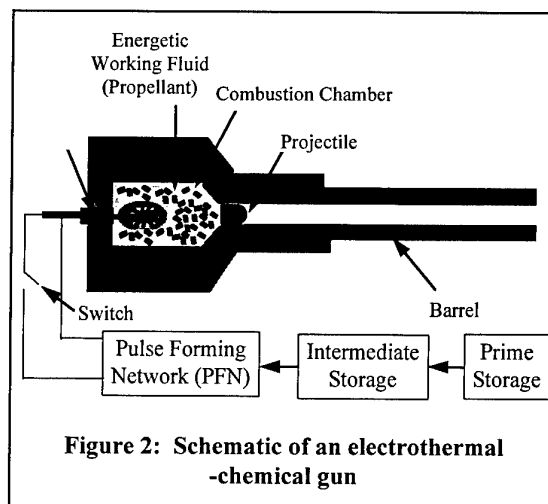 Energetic
Working Fluid
(Propellant)
Combustion Chamber
Projectile
Switch
Barrel
Pulse Forming
Network (PFN)
Intermediate
Storage
Prime
Storage
Figure 2: Schematic of an electrothermal
-chemical gun